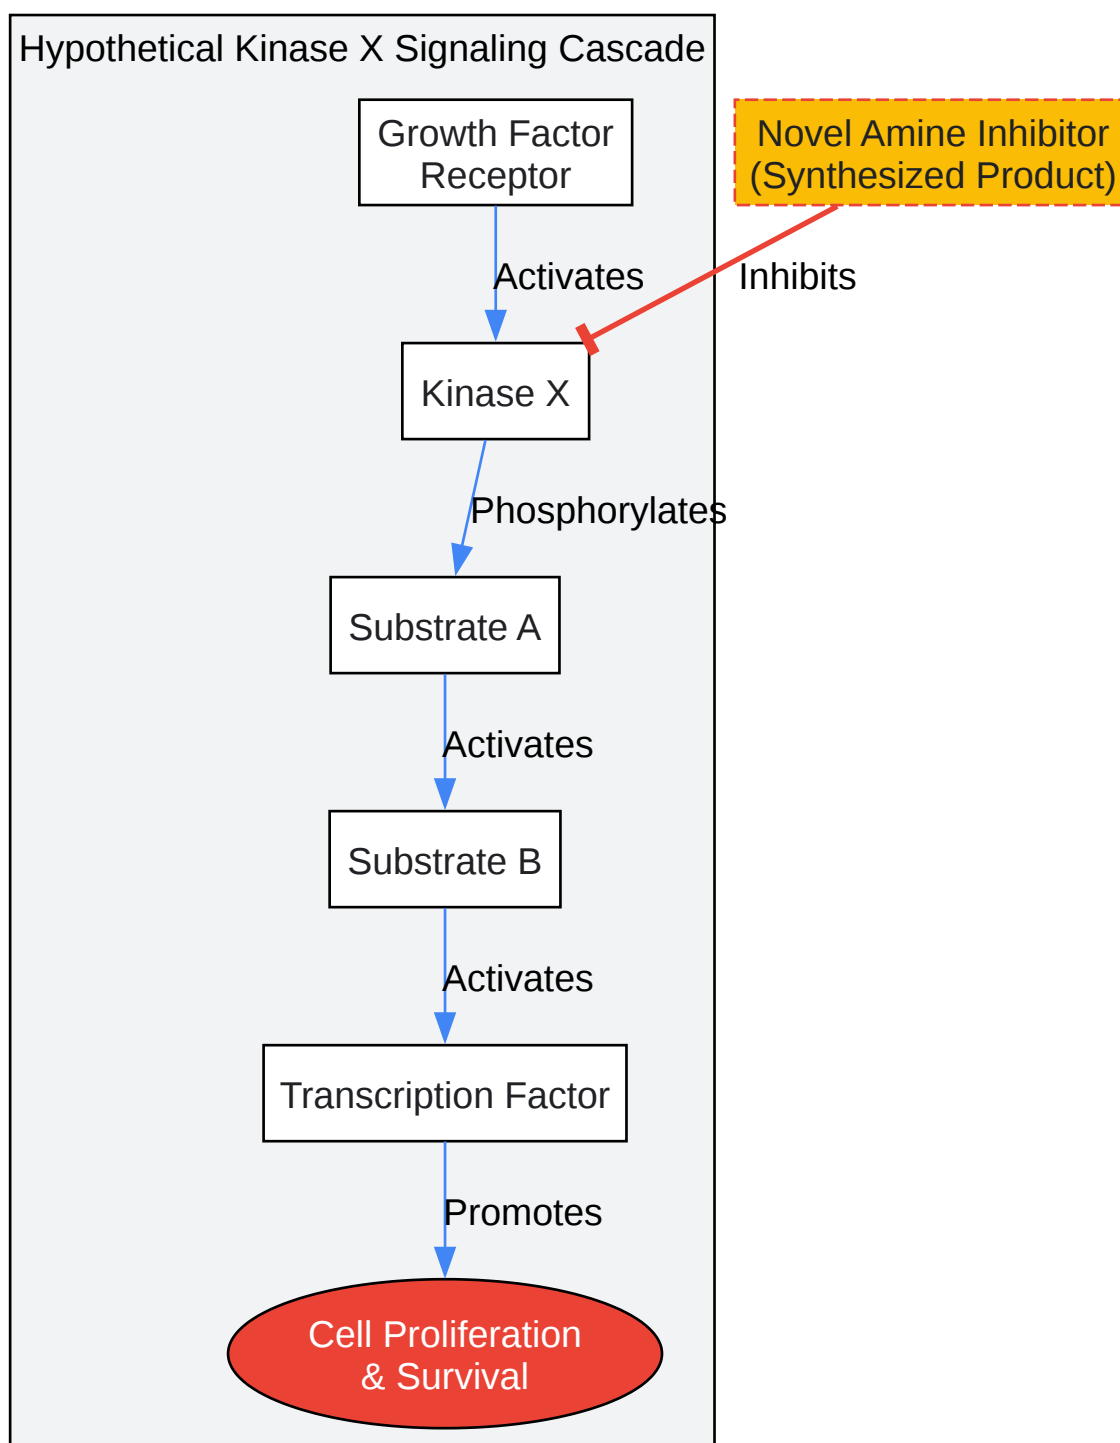 Hypothetical Kinase X Signaling Cascade
Growth Factor
Receptor
Novel Amine Inhibitor
(Synthesized Product)
Activates
Inhibits
Kinase X
Phosphorylates
Substrate A
Activates
Substrate B
Activates
Transcription Factor
Promotes
Cell Proliferation
& Survival